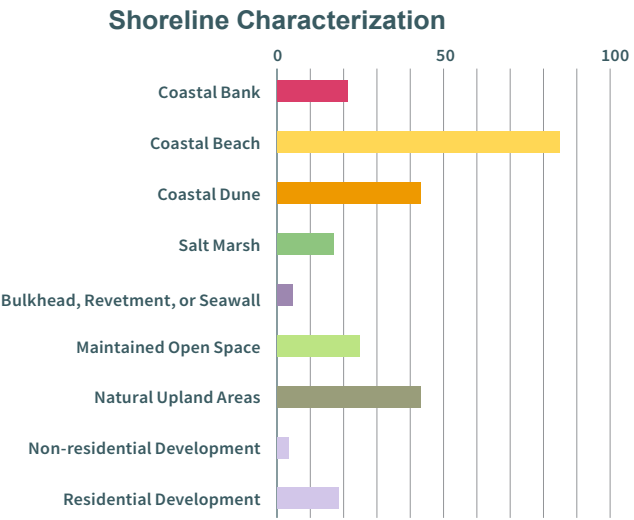 Shoreline Characterization
0 50 100
Coastal Bank
Coastal Beach
Coastal Dune
Salt Marsh
Bulkhead, Revetment, or Seawall
Maintained Open Space
Natural Upland Areas
Non-residential Development
Residential Development